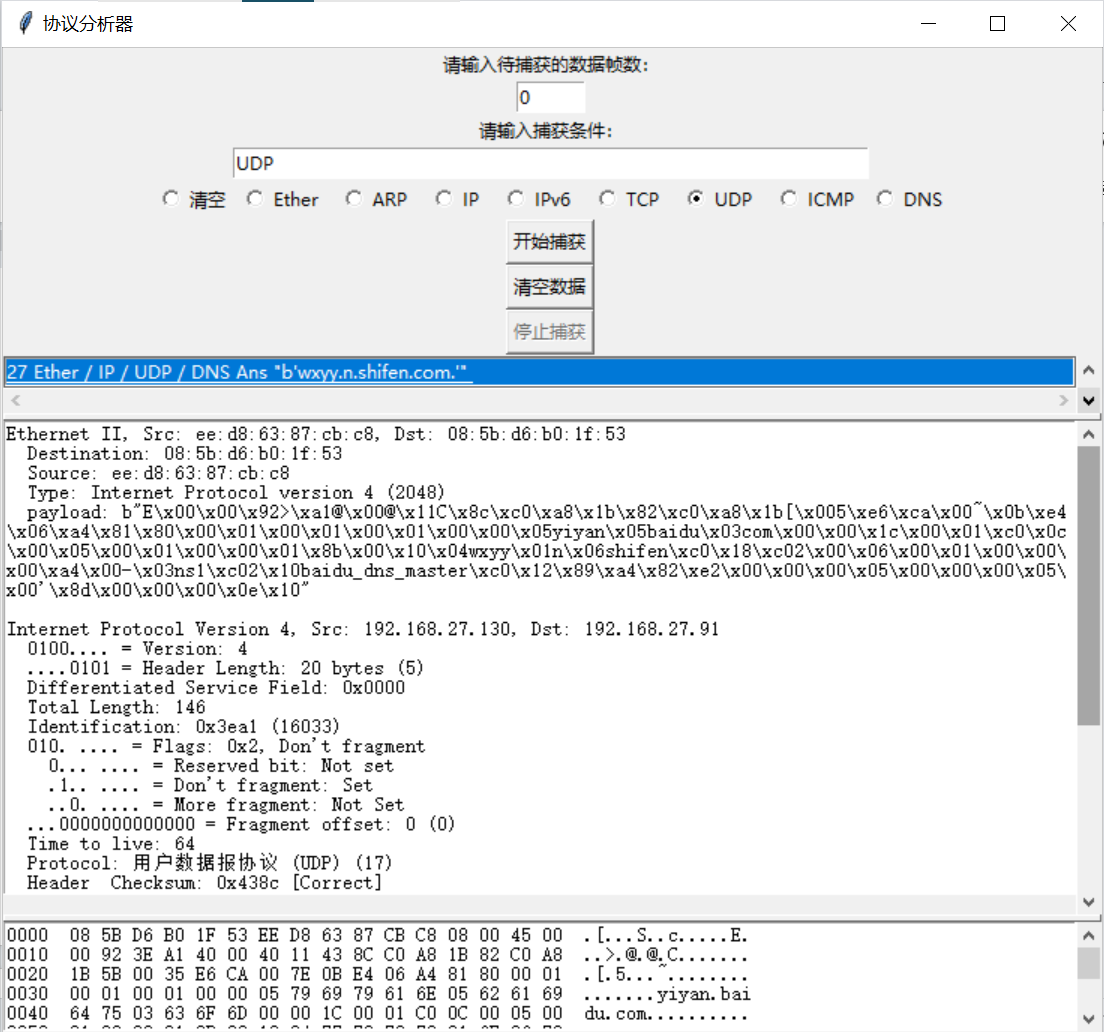 协议分析器
请输入待捕获的数据帧数:
0
请输入捕获条件:
UDP
清空 Ether ARP IP IPv6 TCP UDP ICMP DNS
开始捕获
清空数据
停止捕获
27 Ether / IP / UDP / DNS Ans "b'wxyy.n.shifen.com.'"
Ethernet II, Src: ee:d8:63:87:cb:c8, Dst: 08:5b:d6:b0:1f:53
Destination: 08:5b:d6:b0:1f:53
Source: ee:d8:63:87:cb:c8
Type: Internet Protocol version 4 (2048)
payload: b"E\x00\x00\x92>\xa1@\x00@\x11C\x8c\xc0\xa8\x1b\x82\xc0\xa8\x1b[\x005\xe6\xca\x00~\x0b\xe4
\x06\xa4\x81\x80\x00\x01\x00\x01\x00\x01\x00\x00\x05yiyan\x05baidu\x03com\x00\x00\x1c\x00\x01\xc0\x0c
\x00\x05\x00\x01\x00\x00\x01\x8b\x00\x10\x04wxyy\x01n\x06shifen\xc0\x18\xc02\x00\x06\x00\x01\x00\x00\
x00\xa4\x00-\x03ns1\xc02\x10baidu_dns_master\xc0\x12\x89\xa4\x82\xe2\x00\x00\x00\x05\x00\x00\x00\x05\
x00'\x8d\x00\x00\x00\x0e\x10"
Internet Protocol Version 4, Src: 192.168.27.130, Dst: 192.168.27.91
0100.... = Version: 4
....0101 = Header Length: 20 bytes (5)
Differentiated Service Field: 0x0000
Total Length: 146
Identification: 0x3ea1 (16033)
010. .... = Flags: 0x2, Don't fragment
0... .... = Reserved bit: Not set
.1.. .... = Don't fragment: Set
..0. .... = More fragment: Not Set
...0000000000000 = Fragment offset: 0 (0)
Time to live: 64
Protocol: 用户数据报协议 (UDP) (17)
Header  Checksum: 0x438c [Correct]
0000  08 5B D6 B0 1F 53 EE D8 63 87 CB C8 08 00 45 00  .[...S..c.....E.
0010  00 92 3E A1 40 00 40 11 43 8C C0 A8 1B 82 C0 A8  ..>.@.@.C.......
0020  1B 5B 00 35 E6 CA 00 7E 0B E4 06 A4 81 80 00 01  .[.5...~........
0030  00 01 00 01 00 00 05 79 69 79 61 6E 05 62 61 69  .......yiyan.bai
0040  64 75 03 63 6F 6D 00 00 1C 00 01 C0 0C 00 05 00  du.com..........